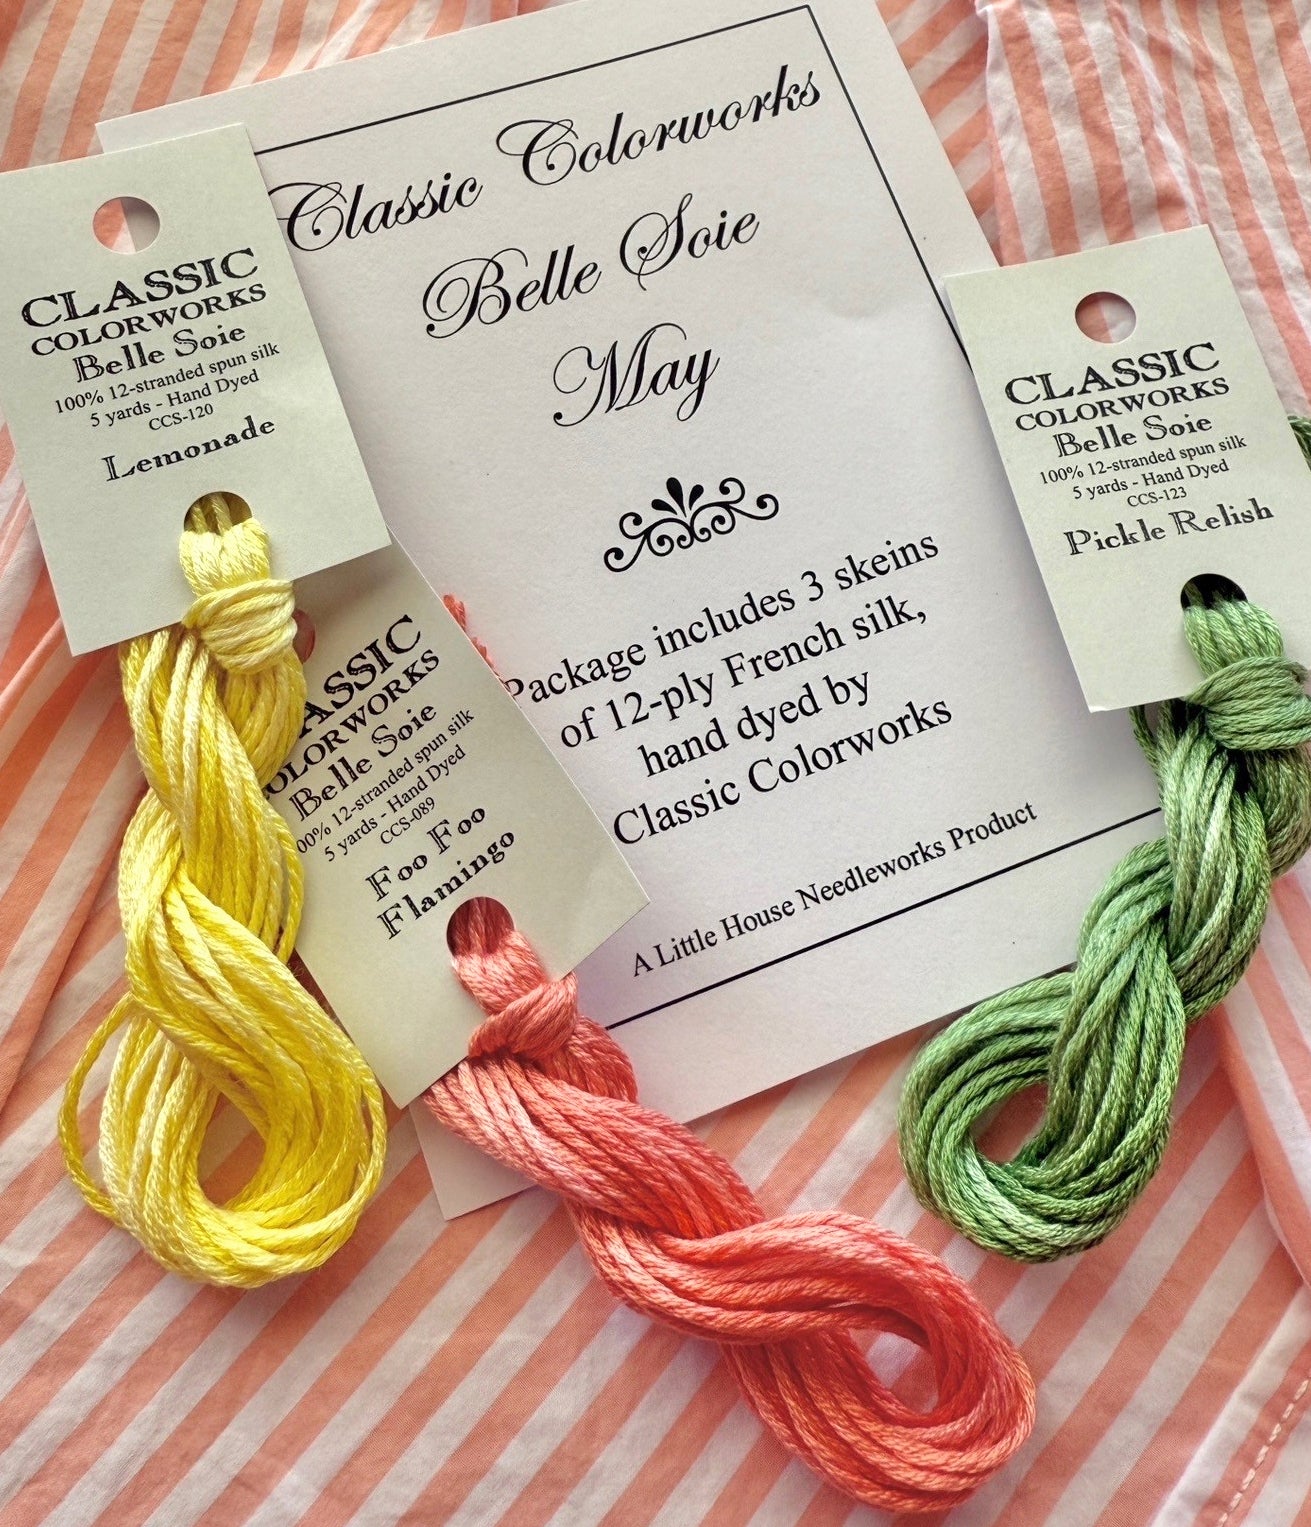 Classic Colorworks
Belle Soie
May
Package includes 3 skeins
of 12-ply French silk,
hand dyed by
Classic Colorworks
A Little House Needleworks Product
CLASSIC
COLORWORKS
Belle Soie
100% 12-stranded spun silk
5 yards - Hand Dyed
CCS-120
Lemonade
ASSIC
OLORWORKS
Belle Soie
00% 12-stranded spun silk
5 yards - Hand Dyed
CCS-089
Foo Foo
Flamingo
CLASSIC
COLORWORKS
Belle Soie
100% 12-stranded spun silk
5 yards - Hand Dyed
CCS-123
Pickle Relish